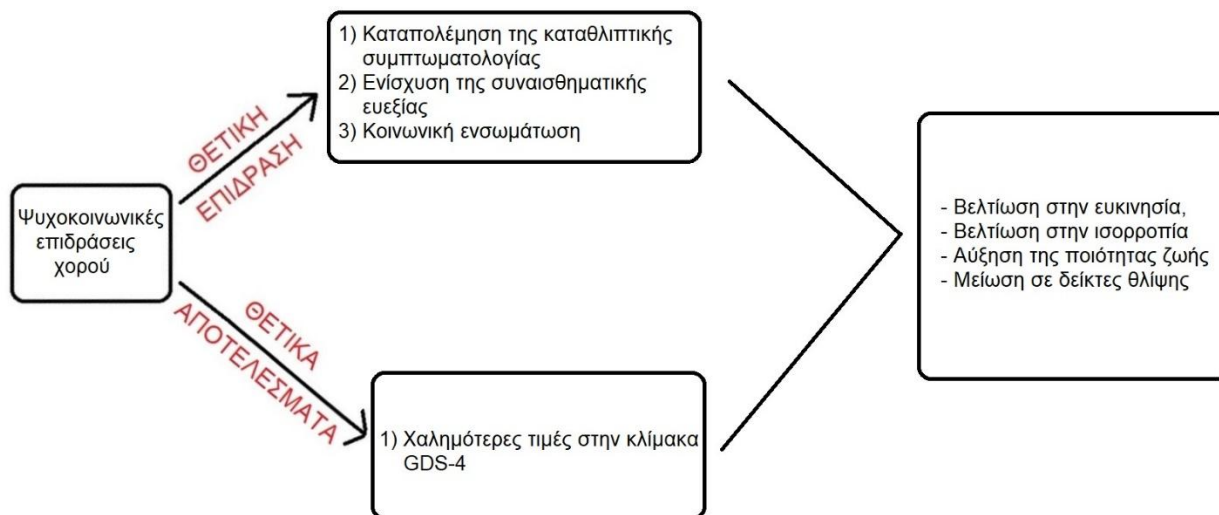 Ψυχοκοινωνικές
επιδράσεις
χορού
ΘΕΤΙΚΗ
ΕΠΙΔΡΑΣΗ
1) Καταπολέμηση της καταθλιπτικής
συμπτωματολογίας
2) Ενίσχυση της συναισθηματικής
ευεξίας
3) Κοινωνική ενσωμάτωση
ΘΕΤΙΚΑ
ΑΠΟΤΕΛΕΣΜΑΤΑ
1) Χαλημότερες τιμές στην κλίμακα
GDS-4
- Βελτίωση στην ευκινησία,
- Βελτίωση στην ισορροπία
- Αύξηση της ποιότητας ζωής
- Μείωση σε δείκτες θλίψης